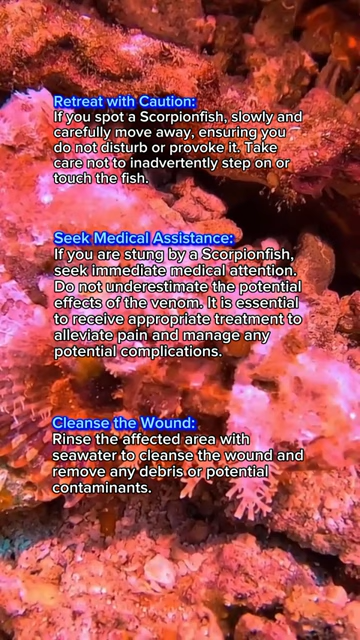 Retreat with Caution:
If you spot a Scorpionfish, slowly and
carefully move away, ensuring you
do not disturb or provoke it. Take
care not to inadvertently step on or
touch the fish.
Seek Medical Assistance:
If you are stung by a Scorpionfish,
seek immediate medical attention.
Do not underestimate the potential
effects of the venom. It is essential
to receive appropriate treatment to
alleviate pain and manage any
potential complications.
Cleanse the Wound:
Rinse the affected area with
seawater to cleanse the wound and
remove any debris or potential
contaminants.